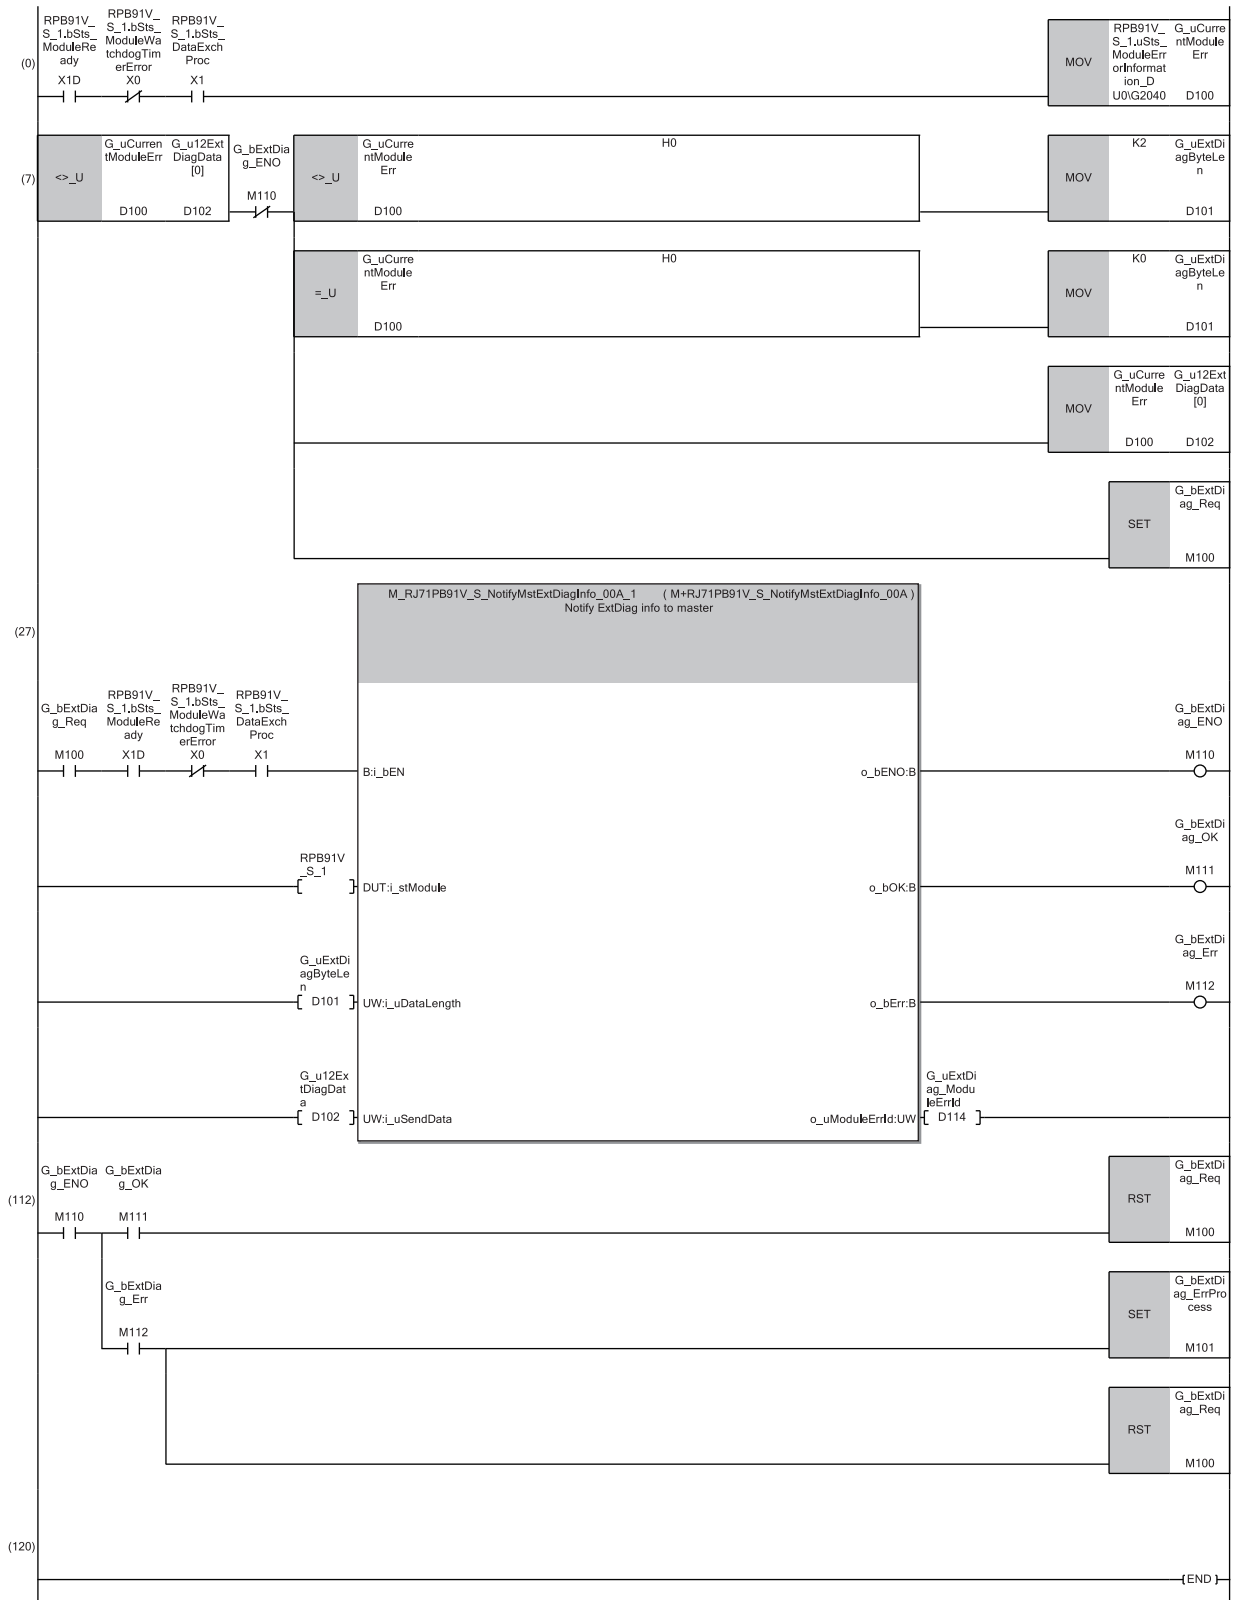 (0)
RPB91V_
S_1.bSts_
ModuleRe
ady
X1D
RPB91V_
S_1.bSts_
ModuleWa
tchdogTim
erError
X0
RPB91V_
S_1.bSts_
DataExch
Proc
X1
MOV
RPB91V_
S_1.uSts_
ModuleErr
orInformat
ion_D
U0\G2040
G_uCurre
ntModule
Err
D100
(7)
<>_U
G_uCurren
tModuleErr
D100
G_u12Ext
DiagData
[0]
D102
G_bExtDia
g_ENO
M110
<>_U
G_uCurre
ntModule
Err
D100
H0
MOV
K2
G_uExtDi
agByteLe
n
D101
=_U
G_uCurre
ntModule
Err
D100
H0
MOV
K0
G_uExtDi
agByteLe
n
D101
MOV
G_uCurre
ntModule
Err
D100
G_u12Ext
DiagData
[0]
D102
SET
G_bExtDi
ag_Req
M100
(27)
M_RJ71PB91V_S_NotifyMstExtDiagInfo_00A_1 ( M+RJ71PB91V_S_NotifyMstExtDiagInfo_00A )
Notify ExtDiag info to master
G_bExtDia
g_Req
M100
RPB91V_
S_1.bSts_
ModuleRe
ady
X1D
RPB91V_
S_1.bSts_
ModuleWa
tchdogTim
erError
X0
RPB91V_
S_1.bSts_
DataExch
Proc
X1
B:i_bEN
o_bENO:B
G_bExtDi
ag_ENO
M110
RPB91V
_S_1
DUT:i_stModule
o_bOK:B
G_bExtDi
ag_OK
M111
G_uExtDi
agByteLe
n
D101
UW:i_uDataLength
o_bErr:B
G_bExtDi
ag_Err
M112
G_u12Ex
tDiagDat
a
D102
UW:i_uSendData
o_uModuleErrId:UW
G_uExtDi
ag_Modu
leErrId
D114
(112)
G_bExtDia
g_ENO
M110
G_bExtDia
g_OK
M111
RST
G_bExtDi
ag_Req
M100
G_bExtDia
g_Err
M112
SET
G_bExtDi
ag_ErrPro
cess
M101
RST
G_bExtDi
ag_Req
M100
(120)
END